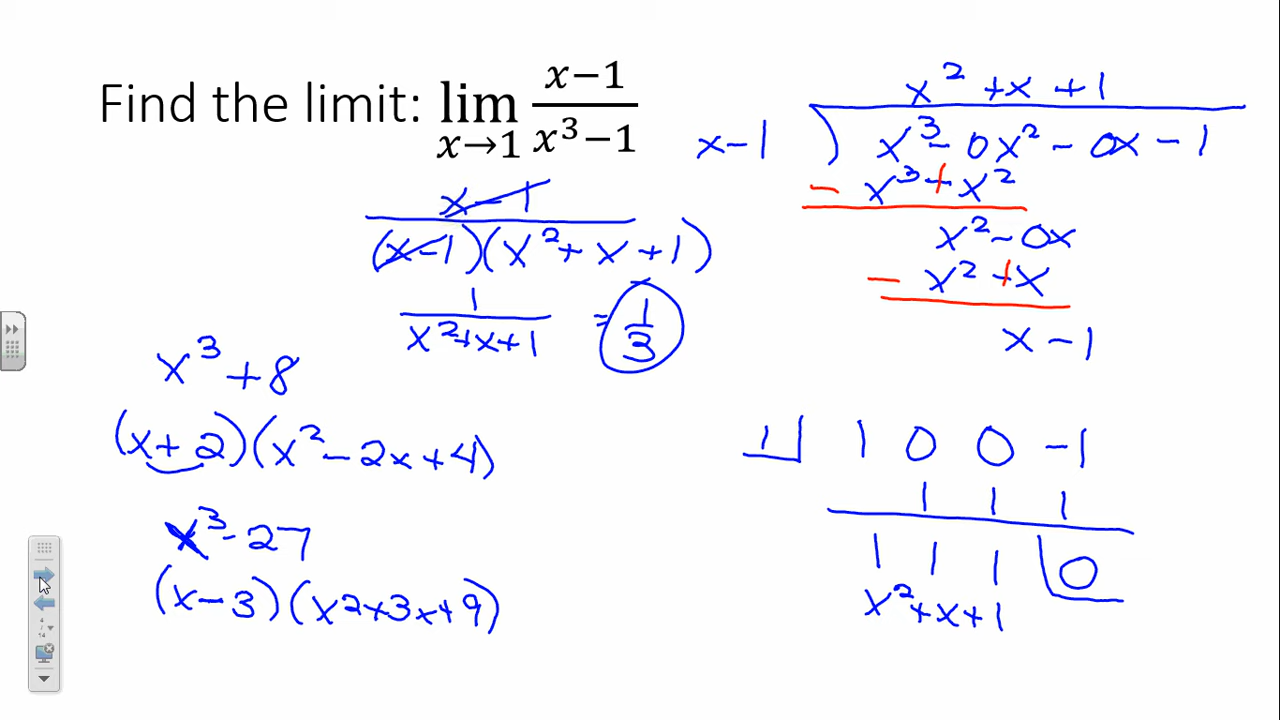 Find the limit: lim x→1 (x−1)/(x³−1)
x − 1
(x−1)(x² + x + 1)
1
x²+x+1
= 1/3
x³ + 8
(x + 2)(x² − 2x + 4)
x³ − 27
(x − 3)(x²+3x+9)
x² + x + 1
x−1 ) x³ − 0x² − 0x − 1
− x³ + x²
x² − 0x
− x² + x
x − 1
1 | 1 0 0 −1
1 1 1
1 1 1 | 0
x² + x + 1
4 / 14